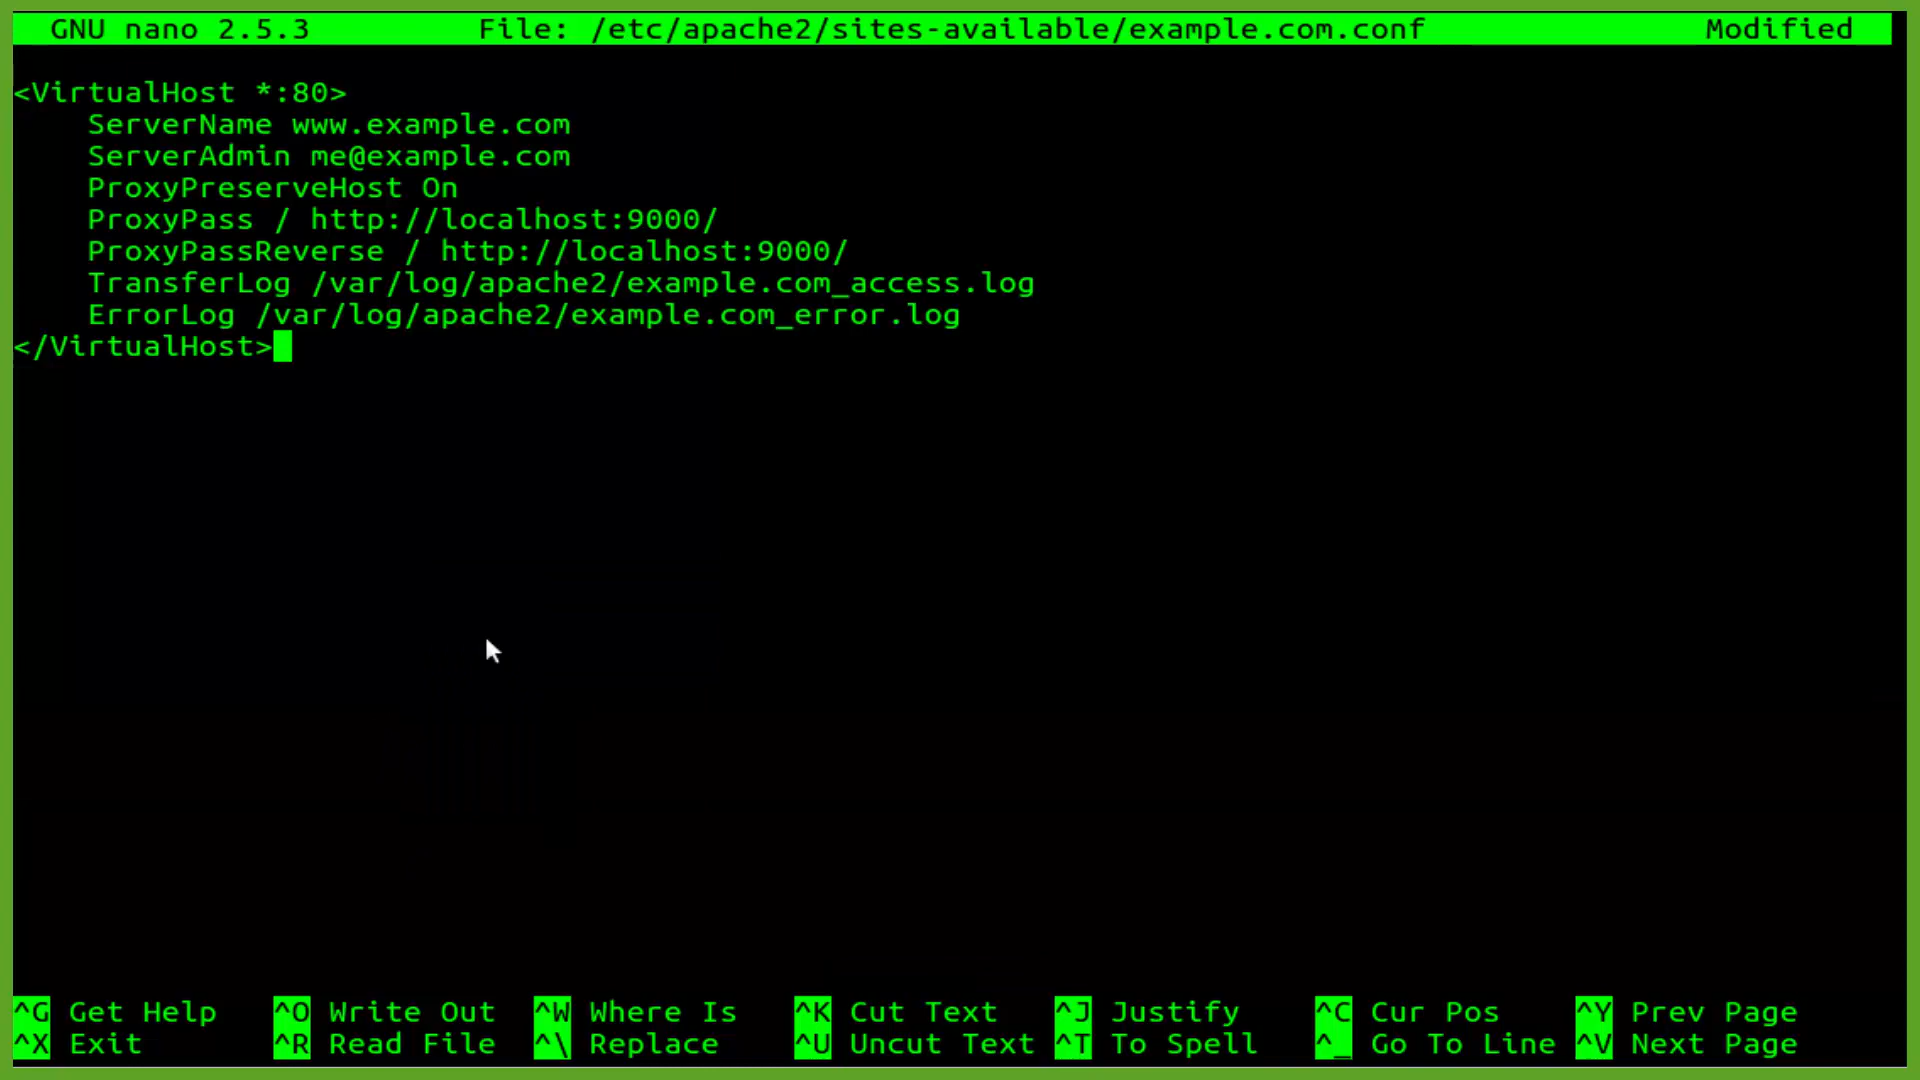 GNU nano 2.5.3 File: /etc/apache2/sites-available/example.com.conf Modified
<VirtualHost *:80>
    ServerName www.example.com
    ServerAdmin me@example.com
    ProxyPreserveHost On
    ProxyPass / http://localhost:9000/
    ProxyPassReverse / http://localhost:9000/
    TransferLog /var/log/apache2/example.com_access.log
    ErrorLog /var/log/apache2/example.com_error.log
</VirtualHost>
^G Get Help ^O Write Out ^W Where Is ^K Cut Text ^J Justify ^C Cur Pos ^Y Prev Page
^X Exit ^R Read File ^\ Replace ^U Uncut Text ^T To Spell ^_ Go To Line ^V Next Page